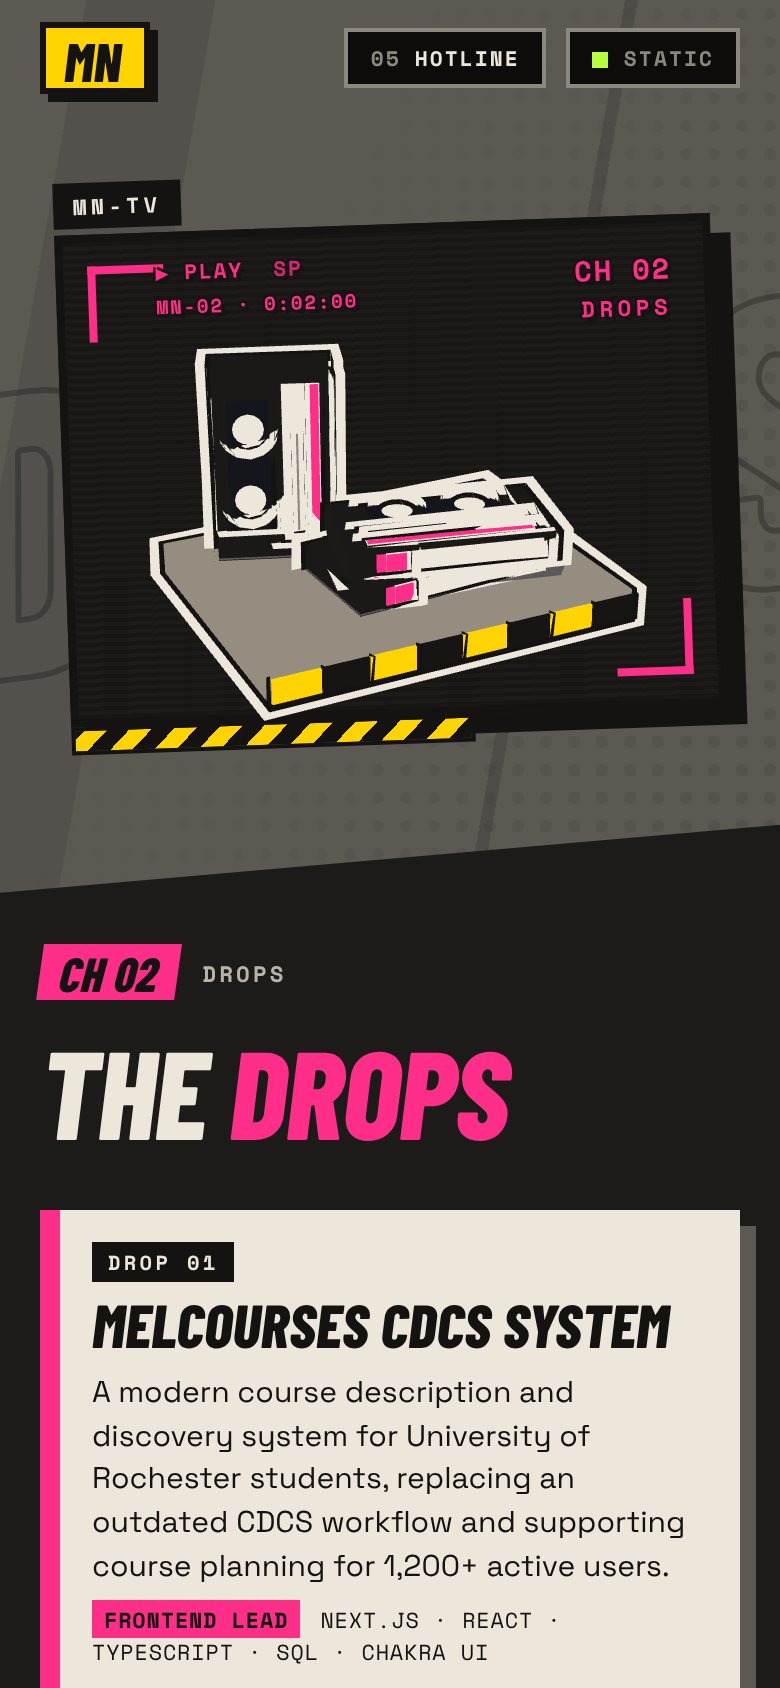 MN
05 HOTLINE
STATIC
MN-TV
▶ PLAY SP
CH 02
MN-02 · 0:02:00
DROPS
CH 02
DROPS
THE DROPS
DROP 01
MELCOURSES CDCS SYSTEM
A modern course description and
discovery system for University of
Rochester students, replacing an
outdated CDCS workflow and supporting
course planning for 1,200+ active users.
FRONTEND LEAD NEXT.JS · REACT ·
TYPESCRIPT · SQL · CHAKRA UI